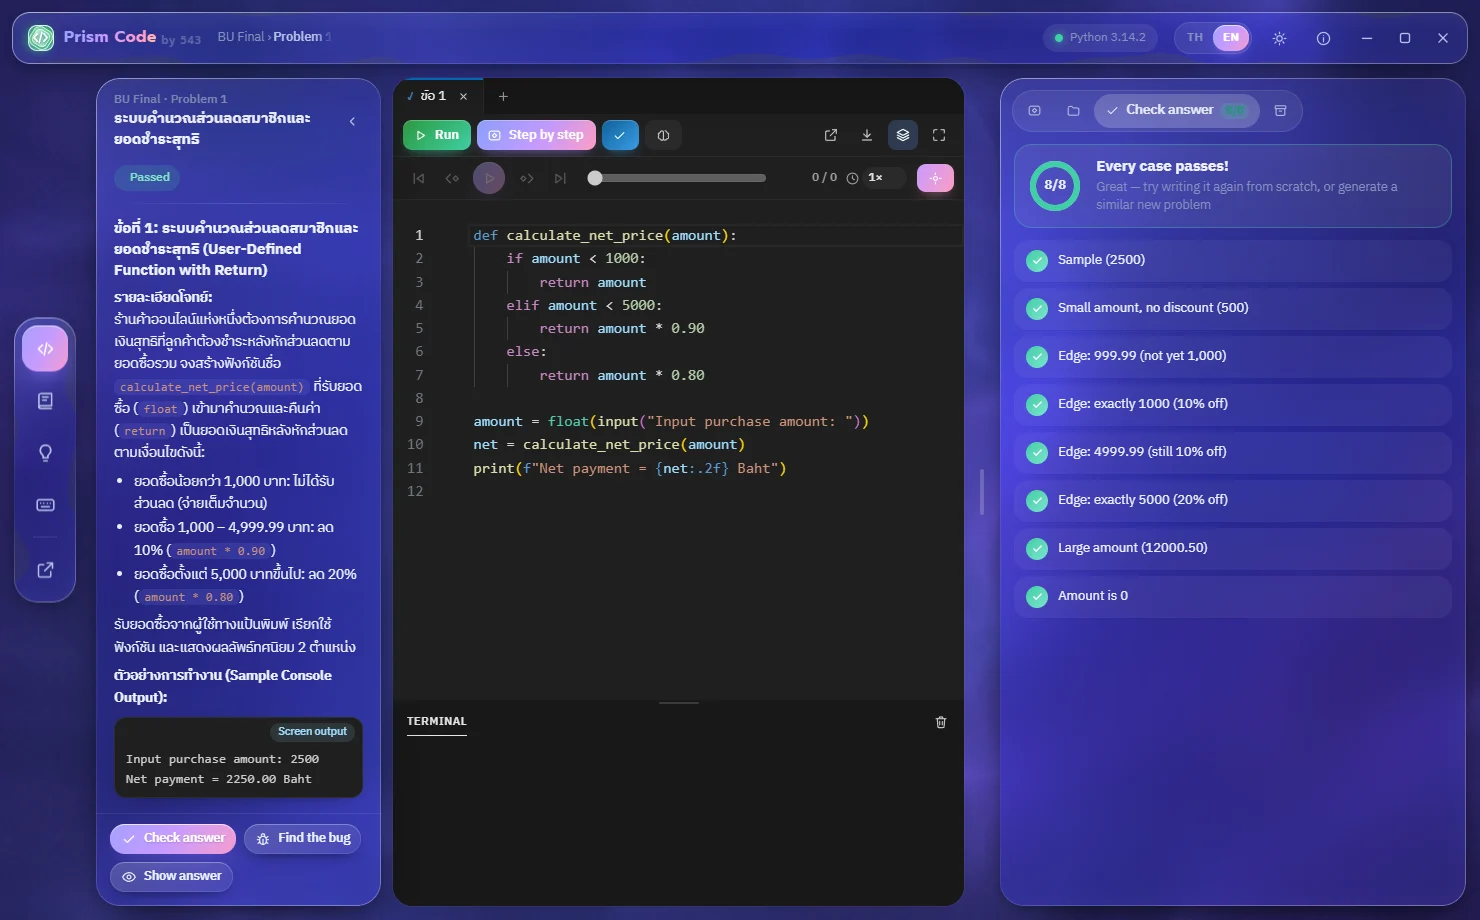 Prism Code by 543
BU Final › Problem
Python 3.14.2
TH EN
BU Final · Problem 1
ระบบคำนวณส่วนลดสมาชิกและ
ยอดชำระสุทธิ
Passed
ข้อที่ 1: ระบบคำนวณส่วนลดสมาชิกและ
ยอดชำระสุทธิ (User-Defined
Function with Return)
รายละเอียดโจทย์:
ร้านค้าออนไลน์แห่งหนึ่งต้องการคำนวณยอด
เงินสุทธิที่ลูกค้าต้องชำระหลังหักส่วนลดตาม
ยอดซื้อรวม จงสร้างฟังก์ชันชื่อ
calculate_net_price(amount) ที่รับยอด
ซื้อ ( float ) เข้ามาคำนวณและคืนค่า
( return ) เป็นยอดเงินสุทธิหลังหักส่วนลด
ตามเงื่อนไขดังนี้:
• ยอดซื้อน้อยกว่า 1,000 บาท: ไม่ได้รับ
ส่วนลด (จ่ายเต็มจำนวน)
• ยอดซื้อ 1,000 – 4,999.99 บาท: ลด
10% ( amount * 0.90 )
• ยอดซื้อตั้งแต่ 5,000 บาทขึ้นไป: ลด 20%
( amount * 0.80 )
รับยอดซื้อจากผู้ใช้ทางแป้นพิมพ์ เรียกใช้
ฟังก์ชัน และแสดงผลลัพธ์ทศนิยม 2 ตำแหน่ง
ตัวอย่างการทำงาน (Sample Console
Output):
Screen output
Input purchase amount: 2500
Net payment = 2250.00 Baht
Check answer
Find the bug
Show answer
ข้อ 1
Run
Step by step
0 / 0
1×
1 def calculate_net_price(amount):
2     if amount < 1000:
3         return amount
4     elif amount < 5000:
5         return amount * 0.90
6     else:
7         return amount * 0.80
8
9 amount = float(input("Input purchase amount: "))
10 net = calculate_net_price(amount)
11 print(f"Net payment = {net:.2f} Baht")
12
TERMINAL
Check answer
8/8
Every case passes!
Great — try writing it again from scratch, or generate a
similar new problem
Sample (2500)
Small amount, no discount (500)
Edge: 999.99 (not yet 1,000)
Edge: exactly 1000 (10% off)
Edge: 4999.99 (still 10% off)
Edge: exactly 5000 (20% off)
Large amount (12000.50)
Amount is 0